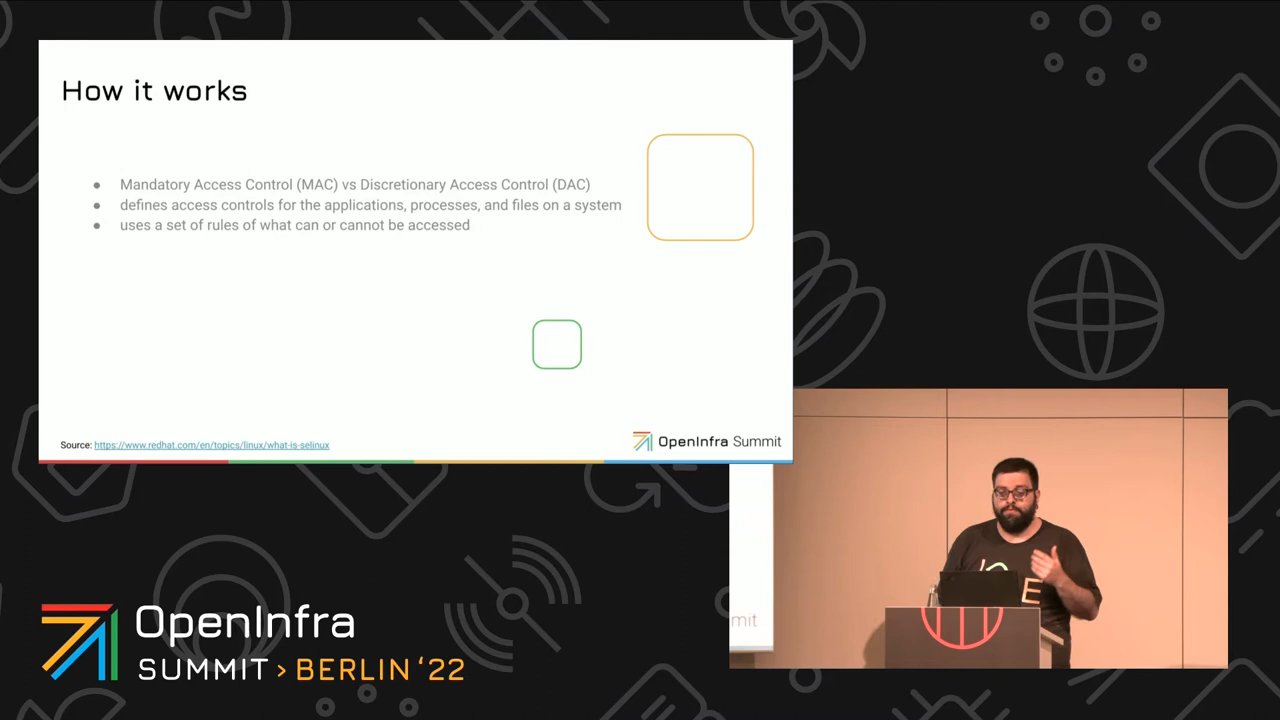 How it works
● Mandatory Access Control (MAC) vs Discretionary Access Control (DAC)
● defines access controls for the applications, processes, and files on a system
● uses a set of rules of what can or cannot be accessed
Source: https://www.redhat.com/en/topics/linux/what-is-selinux
OpenInfra Summit
mit
E
OpenInfra
SUMMIT > BERLIN ‘22